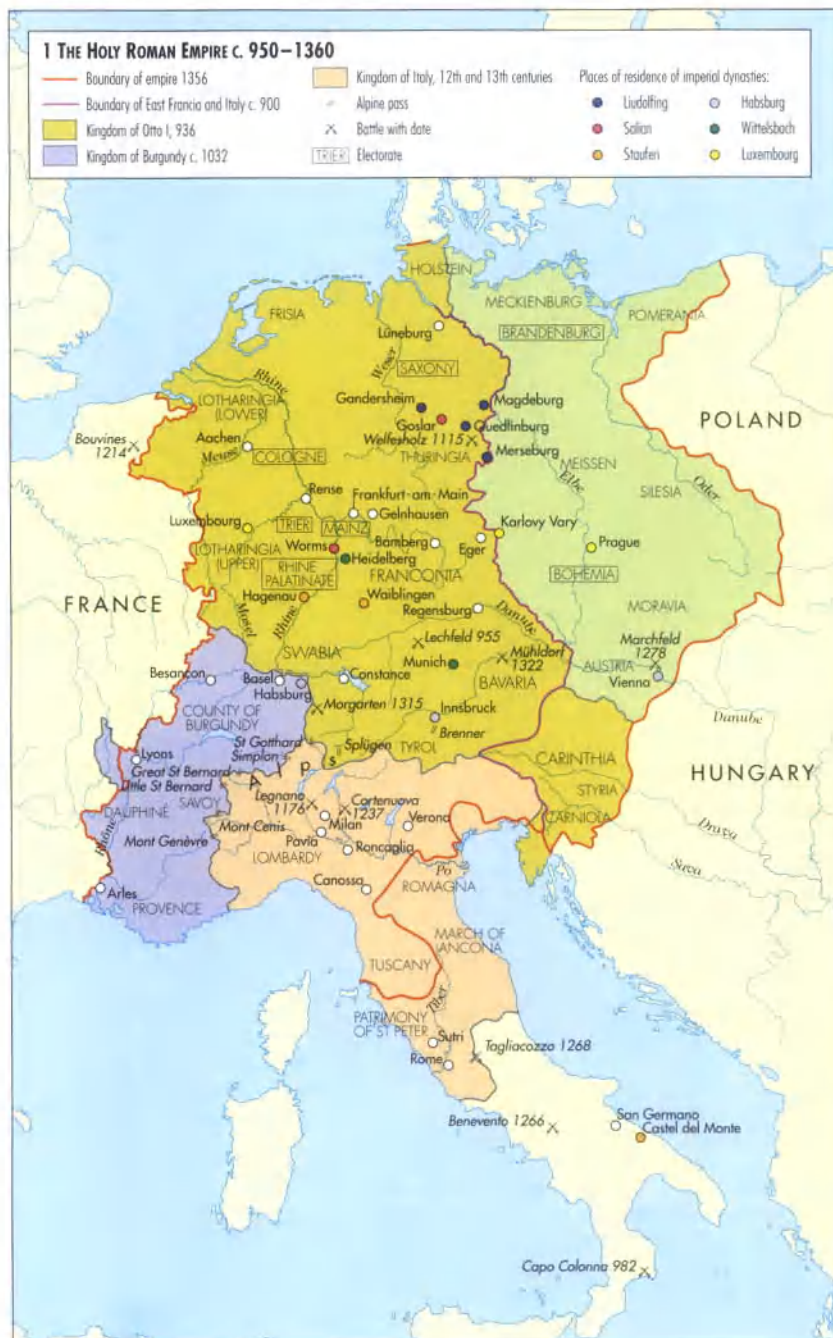 1 THE HOLY ROMAN EMPIRE C. 950–1360
Boundary of empire 1356
Boundary of East Francia and Italy c. 900
Kingdom of Otto I, 936
Kingdom of Burgundy c. 1032
Kingdom of Italy, 12th and 13th centuries
Alpine pass
Battle with date
TRIER Electorate
Places of residence of imperial dynasties:
Liudolfing
Salian
Staufen
Habsburg
Wittelsbach
Luxembourg
HOLSTEIN
MECKLENBURG
POMERANIA
FRISIA
Lüneburg
BRANDENBURG
Weser
SAXONY
Rhine
LOTHARINGIA
(LOWER)
Gandersheim
Magdeburg
Goslar
Quedlinburg
POLAND
Bouvines
1214
Welfesholz 1115
Aachen
Meuse
COLOGNE
THURINGIA
Merseburg
MEISSEN
Elbe
SILESIA
Oder
Rense
Frankfurt-am-Main
Gelnhausen
Luxembourg
TRIER
MAINZ
Karlovy Vary
Bamberg
Eger
Prague
LOTHARINGIA
(UPPER)
Worms
Heidelberg
BOHEMIA
RHINE
PALATINATE
FRANCONIA
FRANCE
Hagenau
Waiblingen
Regensburg
MORAVIA
Mosel
Rhine
Danube
Lechfeld 955
Marchfeld
1278
SWABIA
Munich
Mühldorf
1322
AUSTRIA
Vienna
Besançon
Basel
Habsburg
Constance
BAVARIA
COUNTY OF
BURGUNDY
Morgarten 1315
Innsbruck
Brenner
Danube
St Gotthard
Simplon
Splügen
TYROL
CARINTHIA
HUNGARY
Lyons
Great St Bernard
Little St Bernard
Alps
STYRIA
DAUPHINE
SAVOY
Legnano
1176
Cortenuova
1237
CARNIOLA
Rhône
Mont Cenis
Milan
Verona
Drava
Mont Genèvre
Pavia
LOMBARDY
Roncaglia
Sava
Po
ROMAGNA
Arles
PROVENCE
Canossa
MARCH OF
ANCONA
TUSCANY
Tiber
PATRIMONY
OF ST PETER
Sutri
Rome
Tagliacozzo 1268
Benevento 1266
San Germano
Castel del Monte
Capo Colonna 982